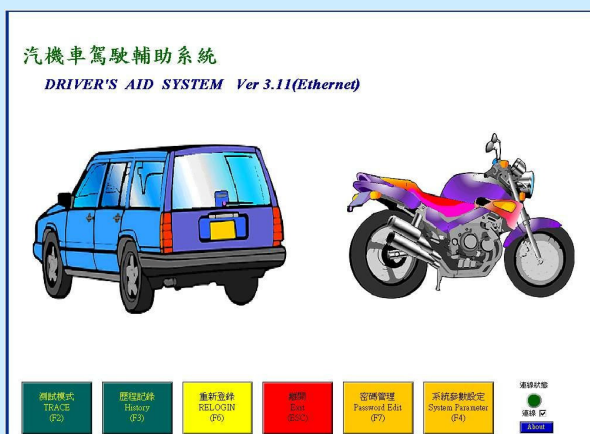 汽機車駕駛輔助系統
DRIVER'S AID SYSTEM Ver 3.11(Ethernet)
測試模式
TRACE
(F2)
歷程記錄
History
(F3)
重新登錄
RELOGIN
(F6)
離開
Exit
(ESC)
密碼管理
Password Edit
(F7)
系統參數設定
System Parameter
(F4)
連線狀態
連線
About